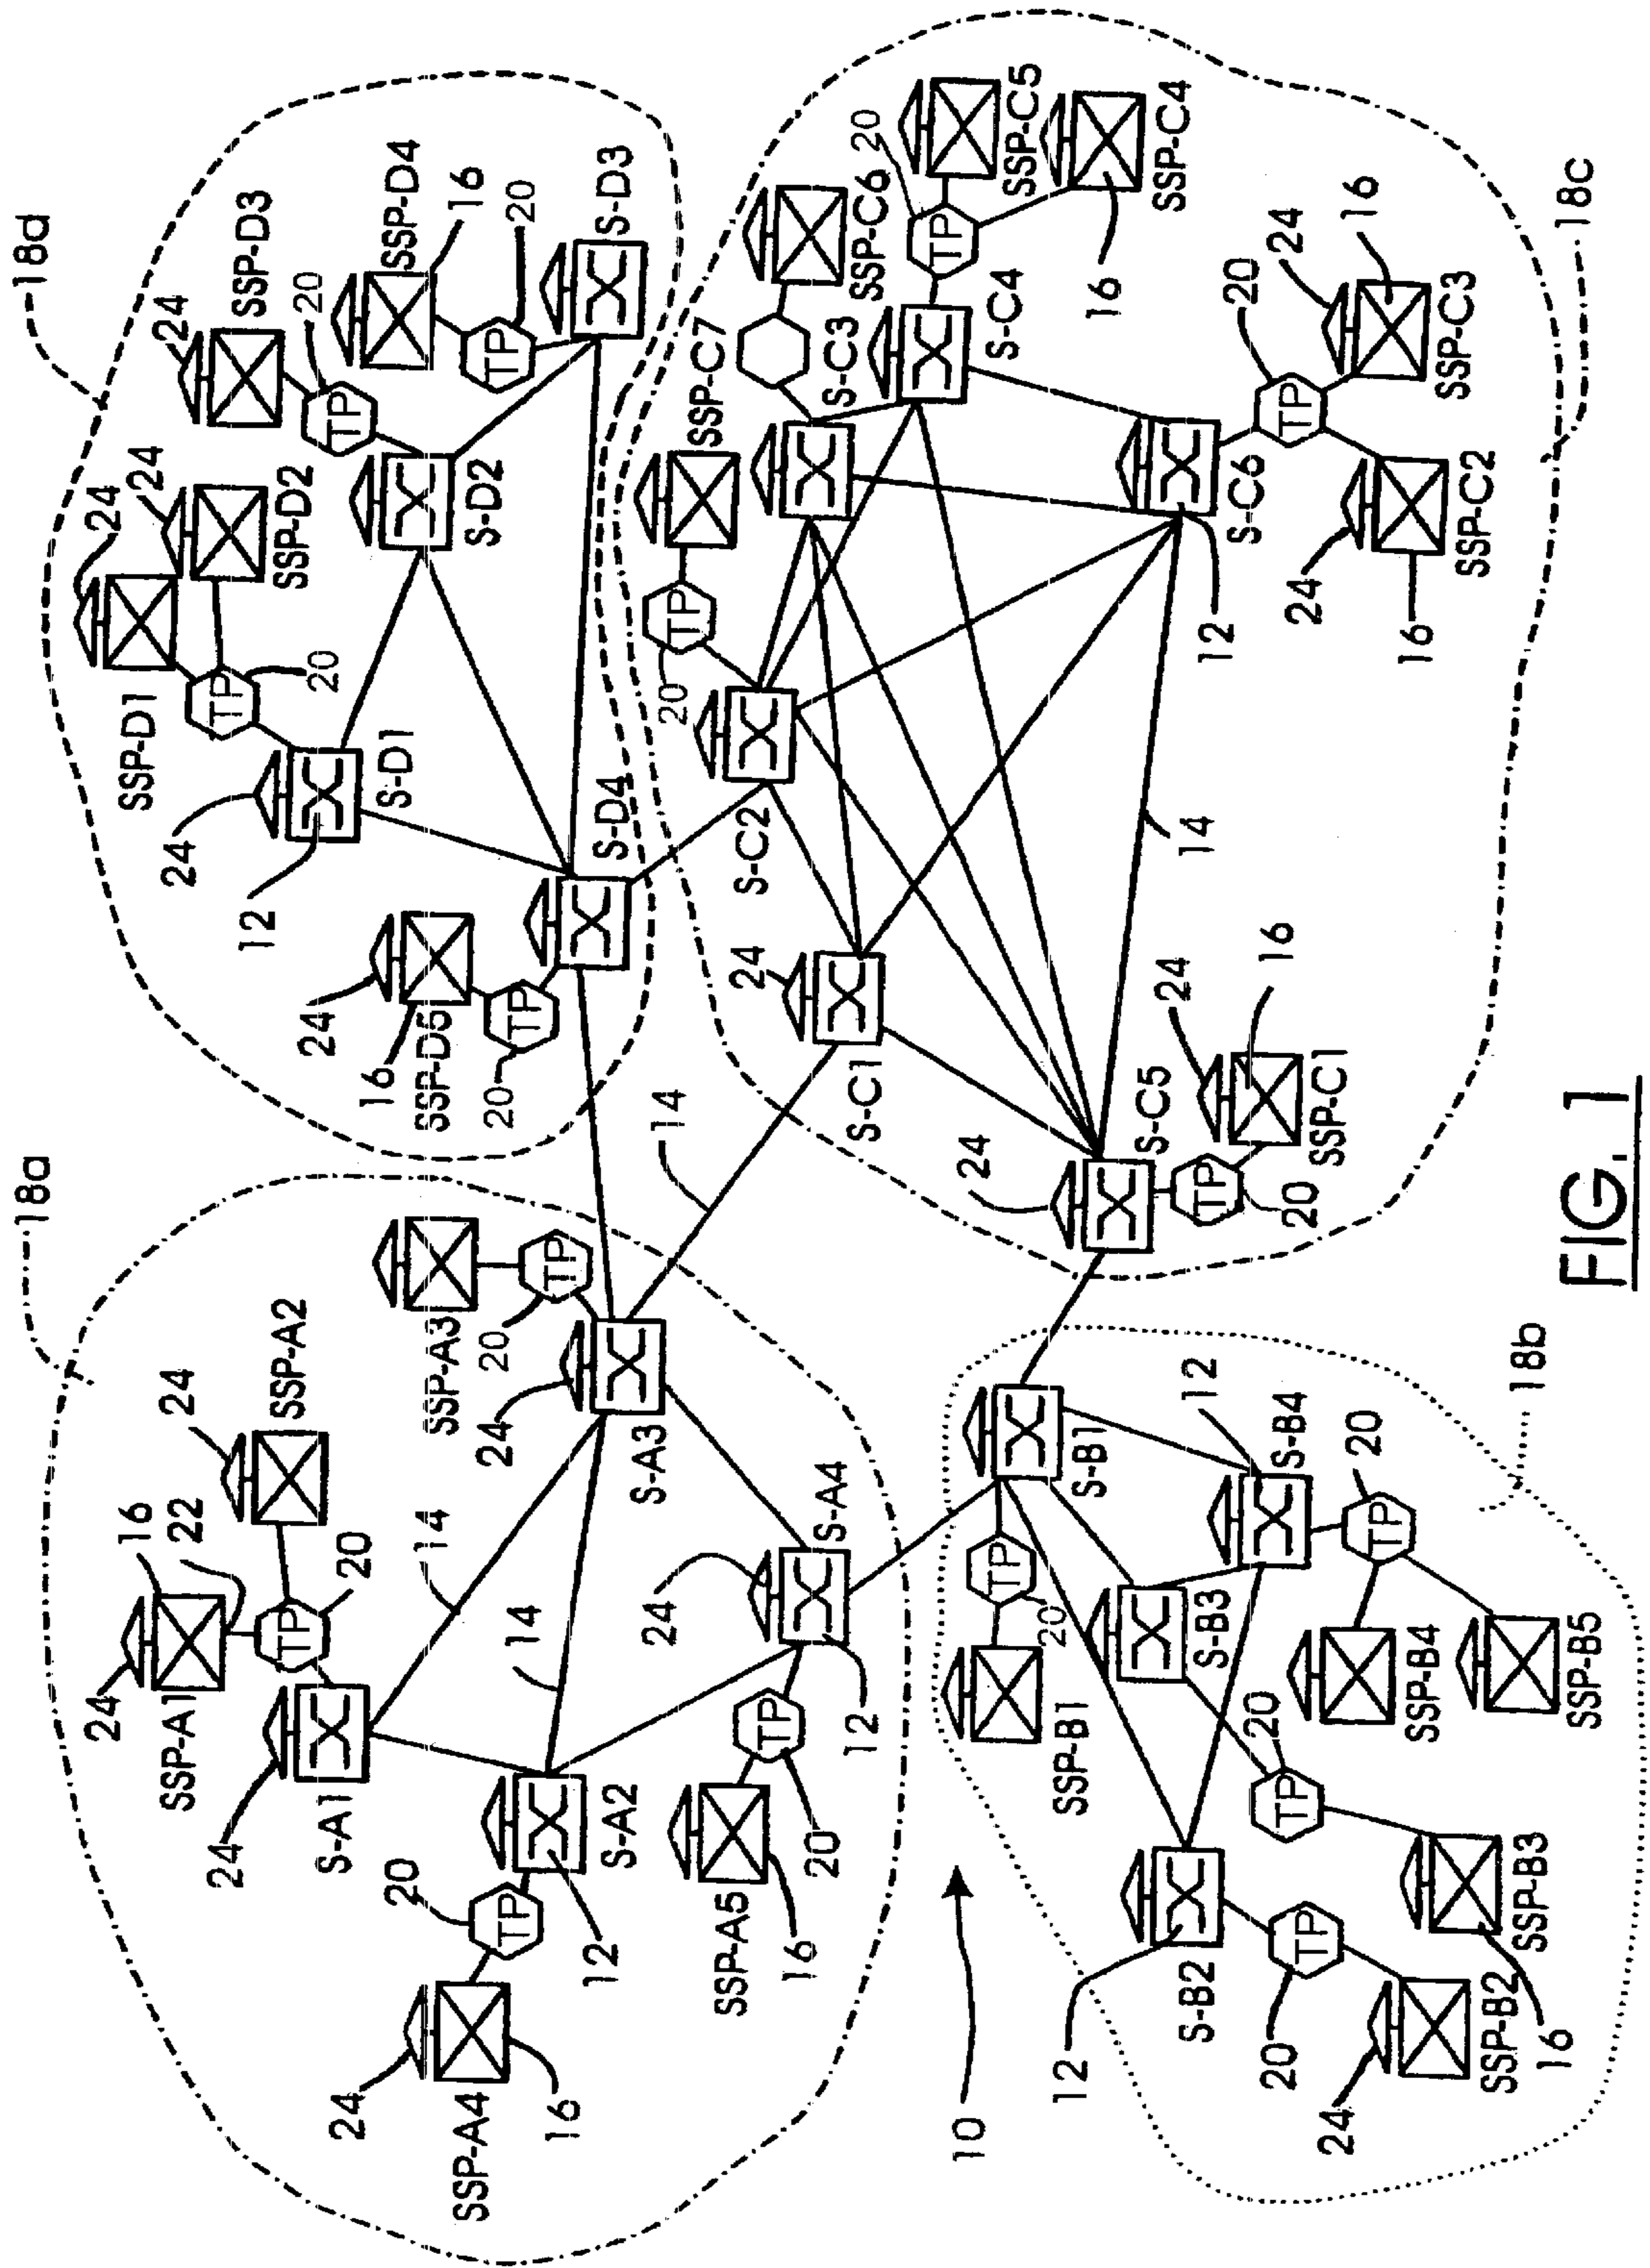 18a
24
16
22
24
SSP-A2
SSP-A1
TP
20
24
S-A1
14
14
24
SSP-A4
16
20
TP
12
S-A2
SSP-A3
TP
20
24
S-A3
24
S-A4
12
SSP-A5
TP
16
20
18d
24
12
SSP-D1
24
24
SSP-D2
TP
20
S-D1
24
SSP-D3
20
TP
S-D2
SSP-D4
16
20
TP
S-D3
24
16
SSP-D5
20
TP
S-D4
14
20
TP
SSP-C7
S-C2
SSP-C6
S-C3
20
TP
SSP-C5
S-C4
SSP-C4
16
24
S-C1
14
24
S-C5
TP
20
24
16
SSP-C1
12
S-C6
20
TP
24
16
SSP-C3
24
16
SSP-C2
18c
10
TP
20
SSP-B1
S-B1
12
S-B4
20
TP
S-B3
SSP-B4
SSP-B5
20
TP
SSP-B3
16
12
S-B2
20
TP
24
SSP-B2
18b
FIG. 1